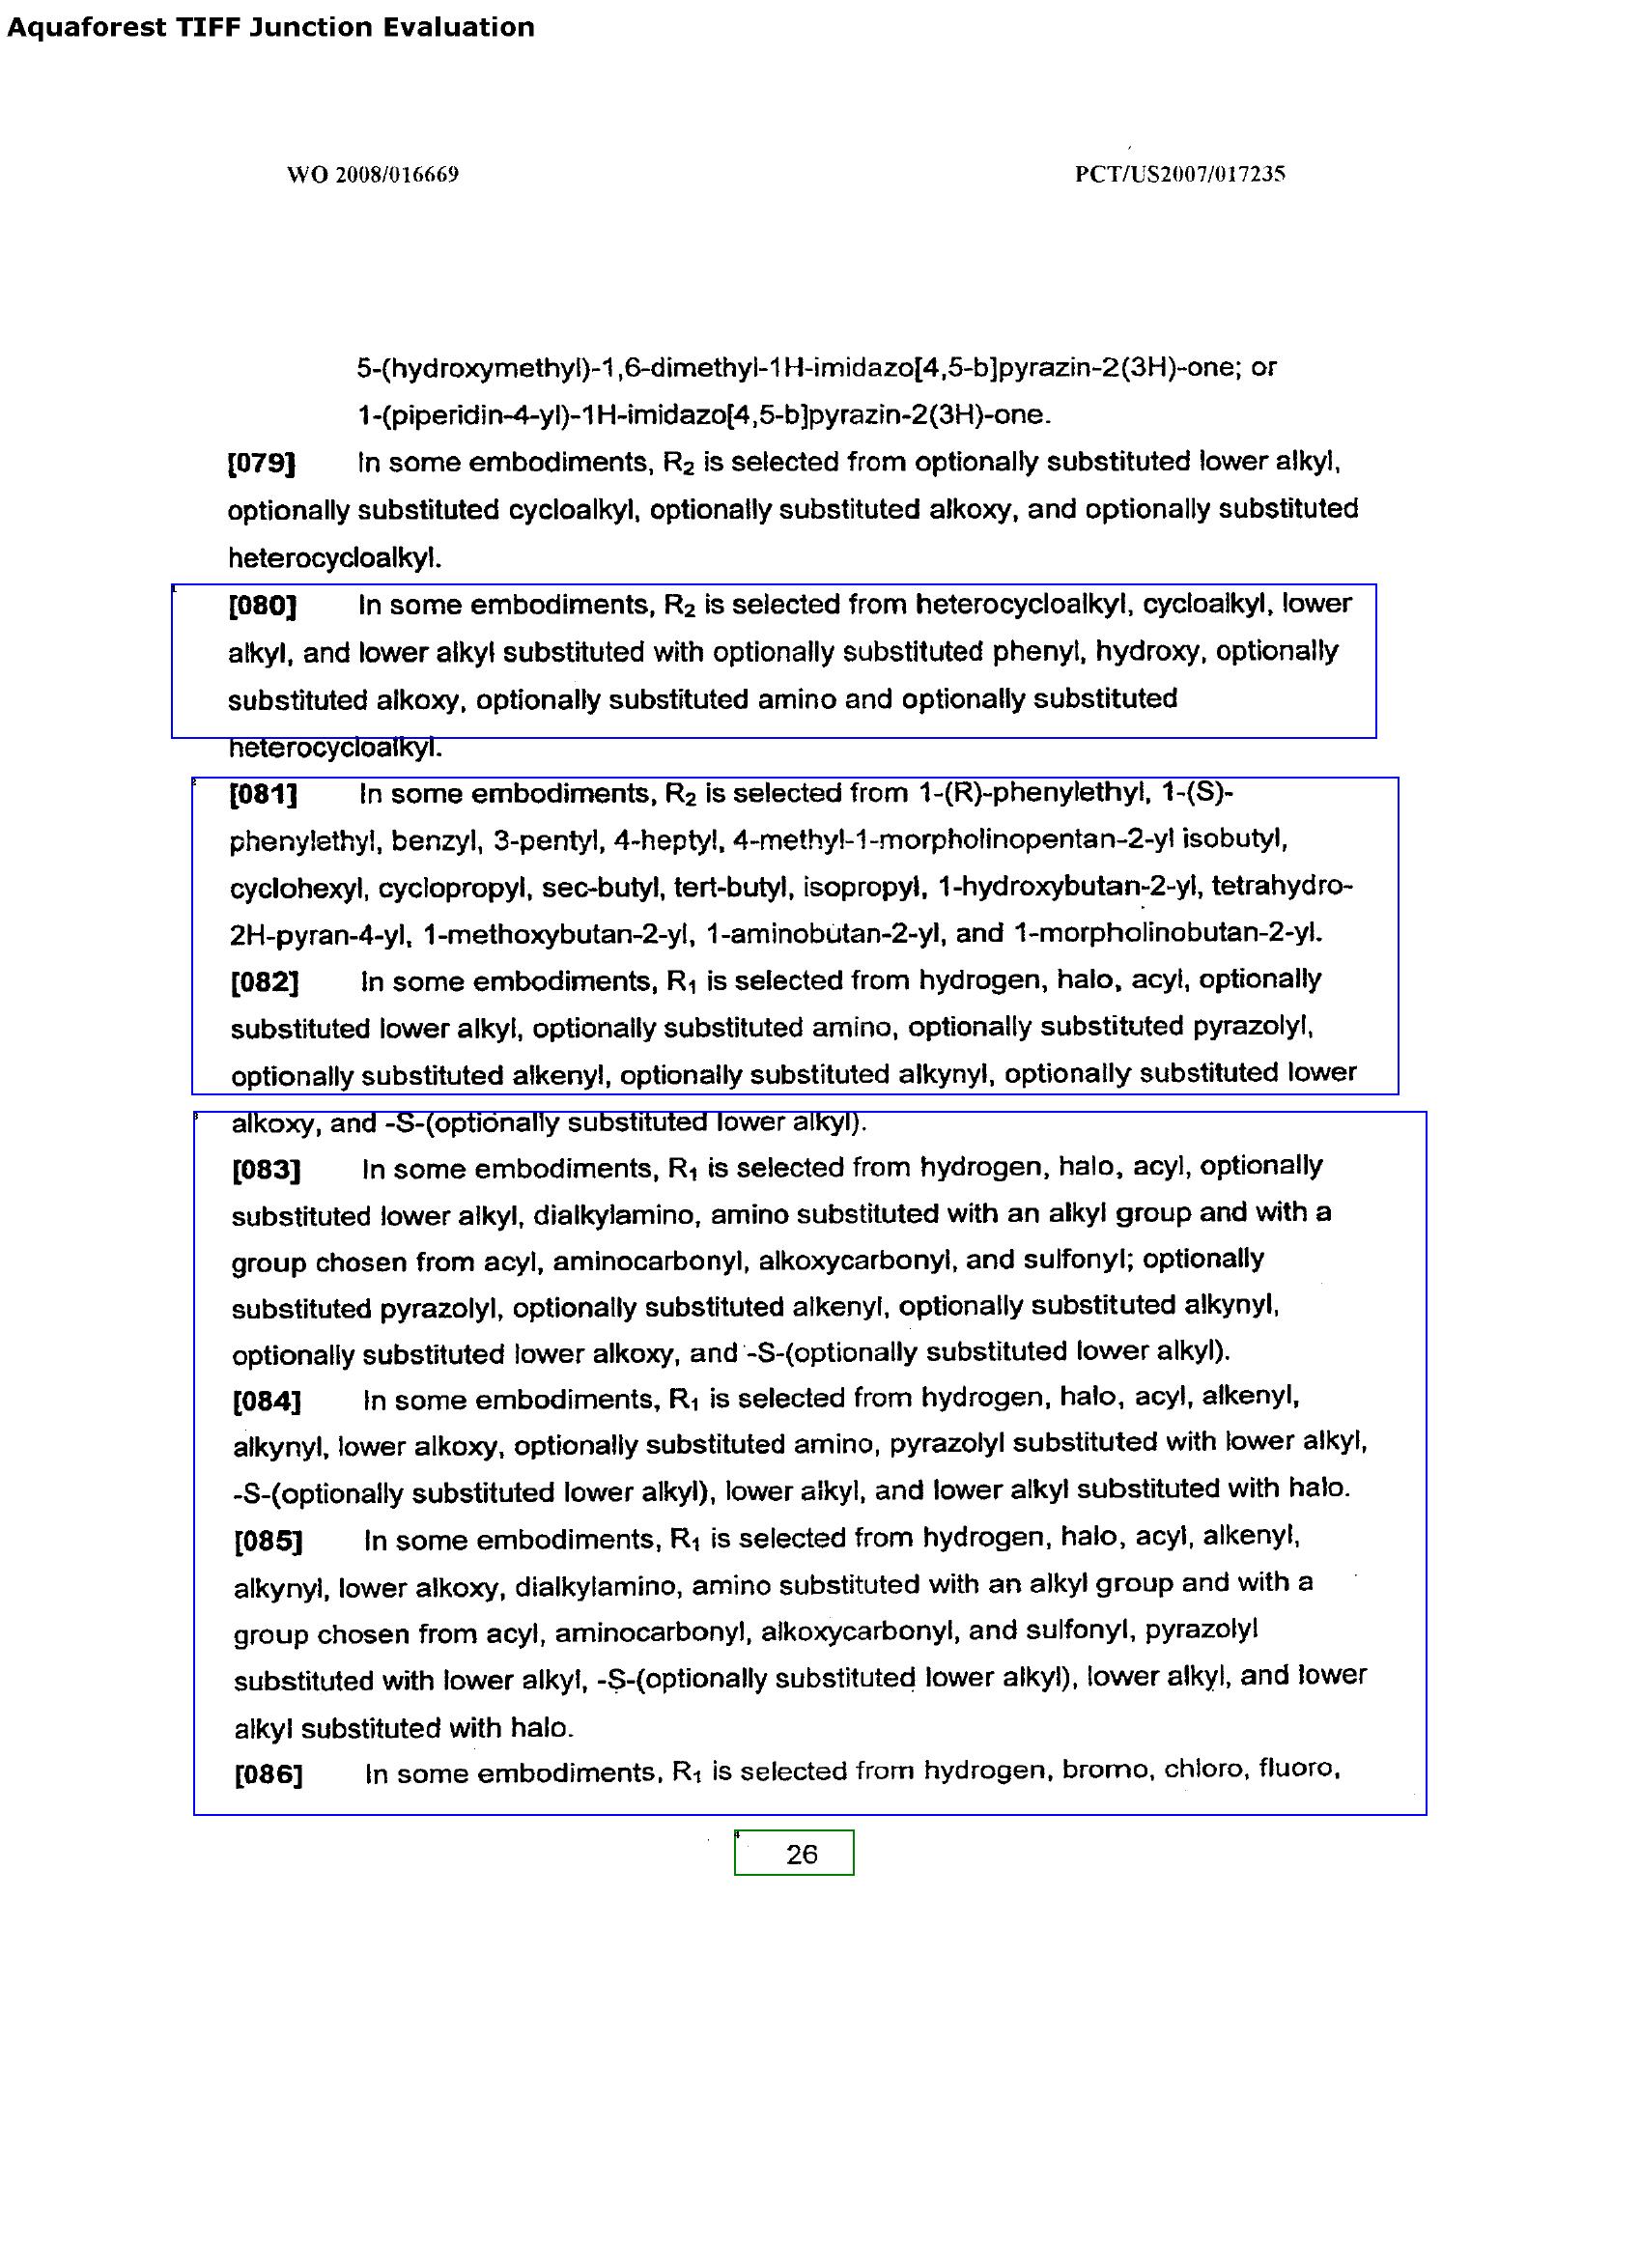 Aquaforest TIFF Junction Evaluation
WO 2008/016669 PCT/US2007/017235
5-(hydroxymethyl)-1,6-dimethyl-1H-imidazo[4,5-b]pyrazin-2(3H)-one; or
1-(piperidin-4-yl)-1H-imidazo[4,5-b]pyrazin-2(3H)-one.
[079] In some embodiments, R2 is selected from optionally substituted lower alkyl,
optionally substituted cycloalkyl, optionally substituted alkoxy, and optionally substituted
heterocycloalkyl.
[080] In some embodiments, R2 is selected from heterocycloalkyl, cycloalkyl, lower
alkyl, and lower alkyl substituted with optionally substituted phenyl, hydroxy, optionally
substituted alkoxy, optionally substituted amino and optionally substituted
heterocycloalkyl.
[081] In some embodiments, R2 is selected from 1-(R)-phenylethyl, 1-(S)-
phenylethyl, benzyl, 3-pentyl, 4-heptyl, 4-methyl-1-morpholinopentan-2-yl isobutyl,
cyclohexyl, cyclopropyl, sec-butyl, tert-butyl, isopropyl, 1-hydroxybutan-2-yl, tetrahydro-
2H-pyran-4-yl, 1-methoxybutan-2-yl, 1-aminobutan-2-yl, and 1-morpholinobutan-2-yl.
[082] In some embodiments, R1 is selected from hydrogen, halo, acyl, optionally
substituted lower alkyl, optionally substituted amino, optionally substituted pyrazolyl,
optionally substituted alkenyl, optionally substituted alkynyl, optionally substituted lower
alkoxy, and -S-(optionally substituted lower alkyl).
[083] In some embodiments, R1 is selected from hydrogen, halo, acyl, optionally
substituted lower alkyl, dialkylamino, amino substituted with an alkyl group and with a
group chosen from acyl, aminocarbonyl, alkoxycarbonyl, and sulfonyl; optionally
substituted pyrazolyl, optionally substituted alkenyl, optionally substituted alkynyl,
optionally substituted lower alkoxy, and -S-(optionally substituted lower alkyl).
[084] In some embodiments, R1 is selected from hydrogen, halo, acyl, alkenyl,
alkynyl, lower alkoxy, optionally substituted amino, pyrazolyl substituted with lower alkyl,
-S-(optionally substituted lower alkyl), lower alkyl, and lower alkyl substituted with halo.
[085] In some embodiments, R1 is selected from hydrogen, halo, acyl, alkenyl,
alkynyl, lower alkoxy, dialkylamino, amino substituted with an alkyl group and with a
group chosen from acyl, aminocarbonyl, alkoxycarbonyl, and sulfonyl, pyrazolyl
substituted with lower alkyl, -S-(optionally substituted lower alkyl), lower alkyl, and lower
alkyl substituted with halo.
[086] In some embodiments, R1 is selected from hydrogen, bromo, chloro, fluoro,
26